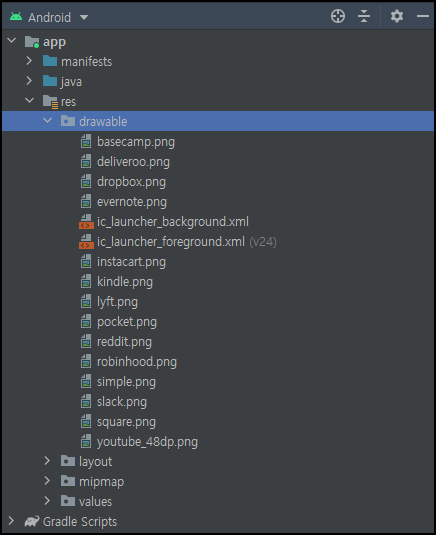 Android
app
manifests
java
res
drawable
basecamp.png
deliveroo.png
dropbox.png
evernote.png
ic_launcher_background.xml
ic_launcher_foreground.xml (v24)
instacart.png
kindle.png
lyft.png
pocket.png
reddit.png
robinhood.png
simple.png
slack.png
square.png
youtube_48dp.png
layout
mipmap
values
Gradle Scripts